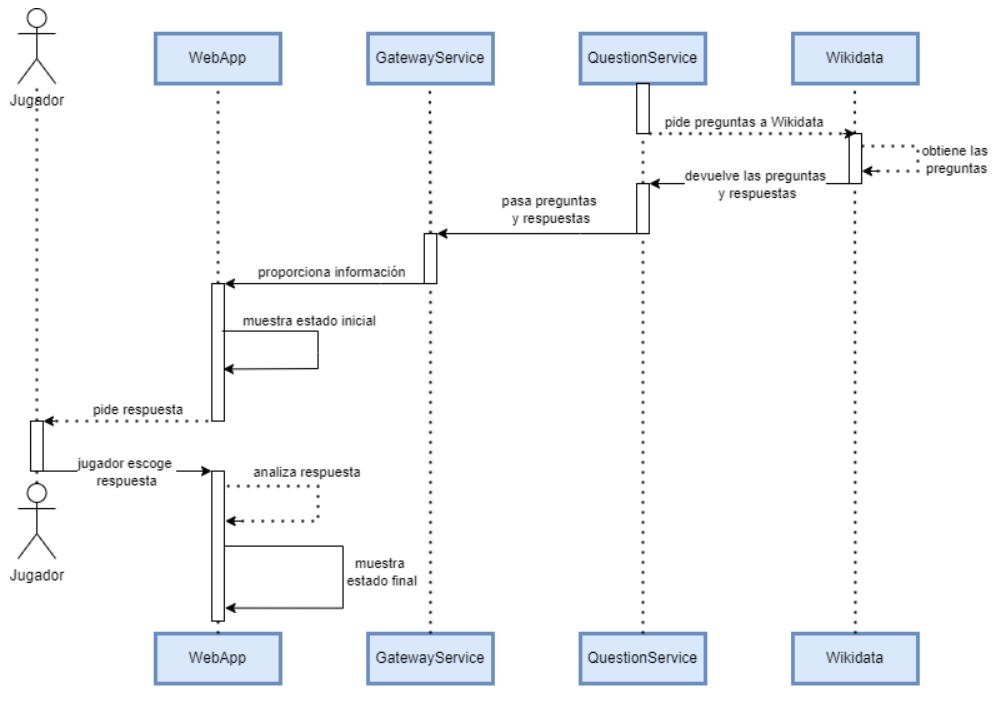 Jugador
WebApp
GatewayService
QuestionService
Wikidata
pide preguntas a Wikidata
obtiene las
preguntas
devuelve las preguntas
y respuestas
pasa preguntas
y respuestas
proporciona información
muestra estado inicial
pide respuesta
jugador escoge
respuesta
analiza respuesta
muestra
estado final
Jugador
WebApp
GatewayService
QuestionService
Wikidata